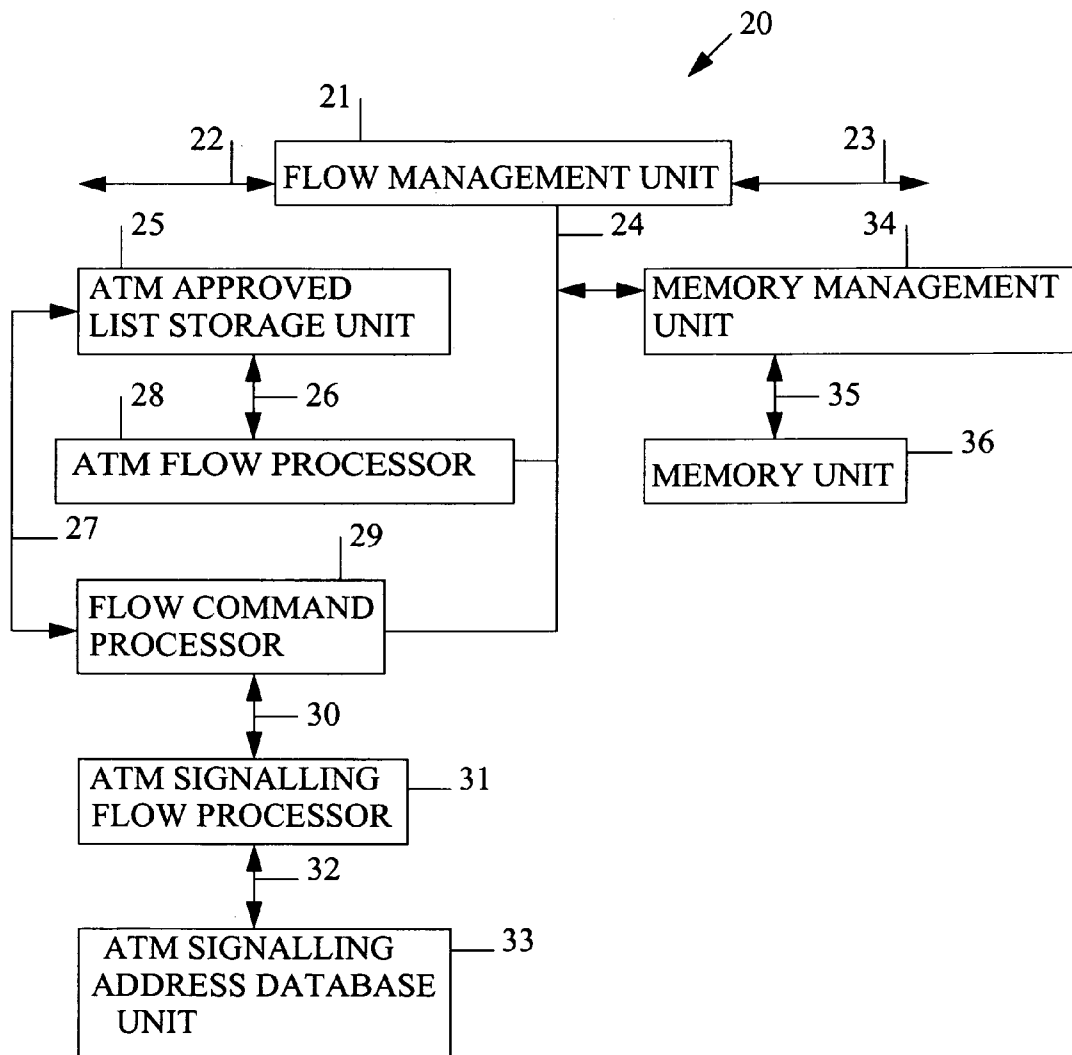 20
21
22
23
FLOW MANAGEMENT UNIT
25
24
34
ATM APPROVED
LIST STORAGE UNIT
MEMORY MANAGEMENT
UNIT
28
26
35
36
ATM FLOW PROCESSOR
MEMORY UNIT
27
29
FLOW COMMAND
PROCESSOR
30
ATM SIGNALLING
FLOW PROCESSOR
31
32
ATM SIGNALLING
ADDRESS DATABASE
UNIT
33